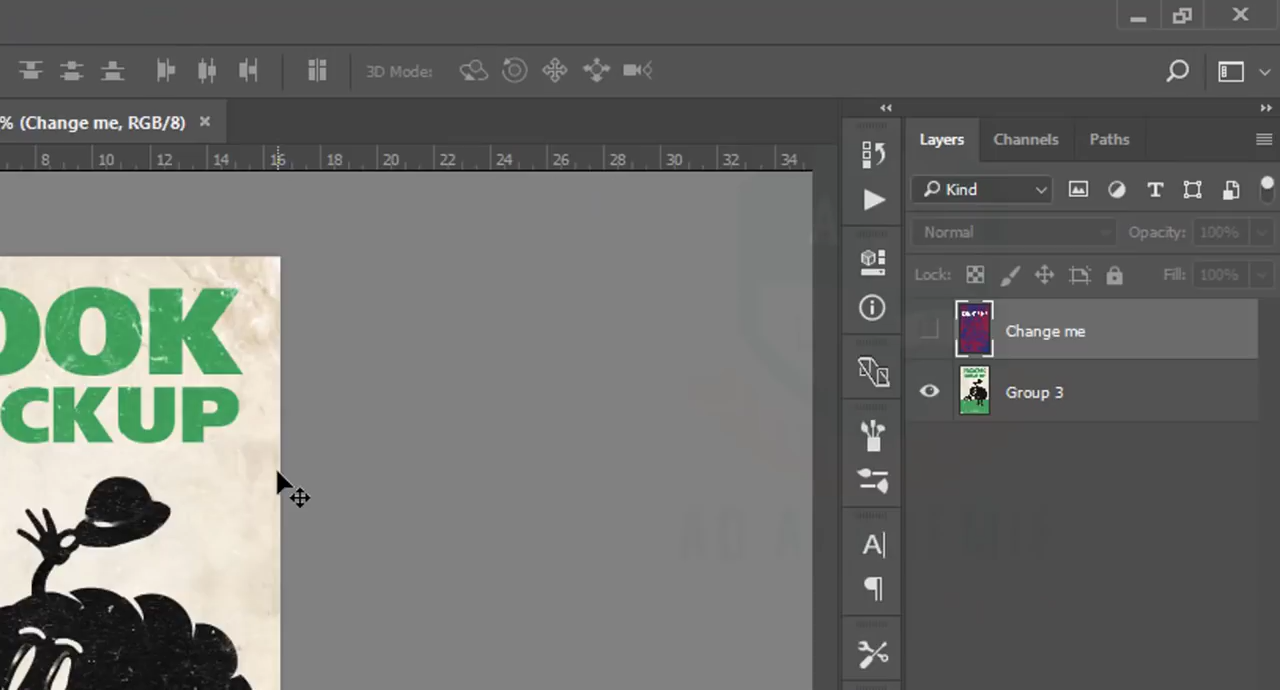 3D Mode:
% (Change me, RGB/8) ×
8 10 12 14 16 18 20 22 24 26 28 30 32 34
Layers Channels Paths
Kind
Normal Opacity: 100%
Lock: Fill: 100%
Change me
Group 3
OOK
CKUP